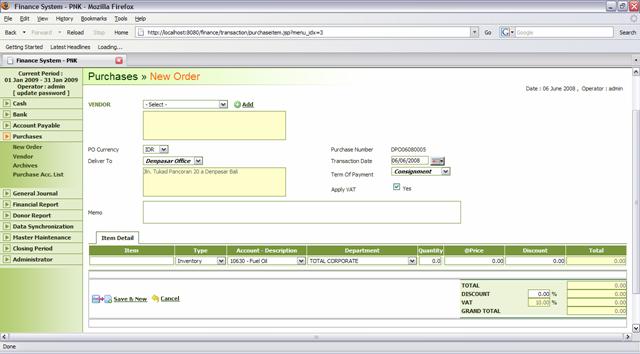 Finance System - PNK - Mozilla Firefox
File Edit View History Bookmarks Tools Help
Back Forward Reload Stop New Tab Home http://localhost:8080/finance/transaction/purchaseitem.jsp?menu_idx=3 Go Google Search
Getting Started Latest Headlines Loading...
Finance System - PNK
Current Period :
01 Jan 2009 - 31 Jan 2009
Operator : admin
[ update password ]
Cash
Bank
Account Payable
Purchases
New Order
Vendor
Archives
Purchase Acc. List
General Journal
Financial Report
Donor Report
Data Synchronization
Master Maintenance
Closing Period
Administrator
Purchases » New Order
Date : 06 June 2008 , Operator : admin
VENDOR - Select - Add
PO Currency IDR Purchase Number DPO06080005
Deliver To Denpasar Office Transaction Date 06/06/2008
Jln. Tukad Pancoran 20 a Denpasar Bali Term Of Payment Consignment
Apply VAT Yes
Memo
Item Detail
Item Type Account - Description Department Quantity @Price Discount Total
Inventory 10630 - Fuel Oil TOTAL CORPORATE 0.0 0.00 0.00 0.00
TOTAL 0.00
DISCOUNT 0.00 % 0.00
VAT 10.00 % 0.00
GRAND TOTAL 0.00
Save & New Cancel
Done